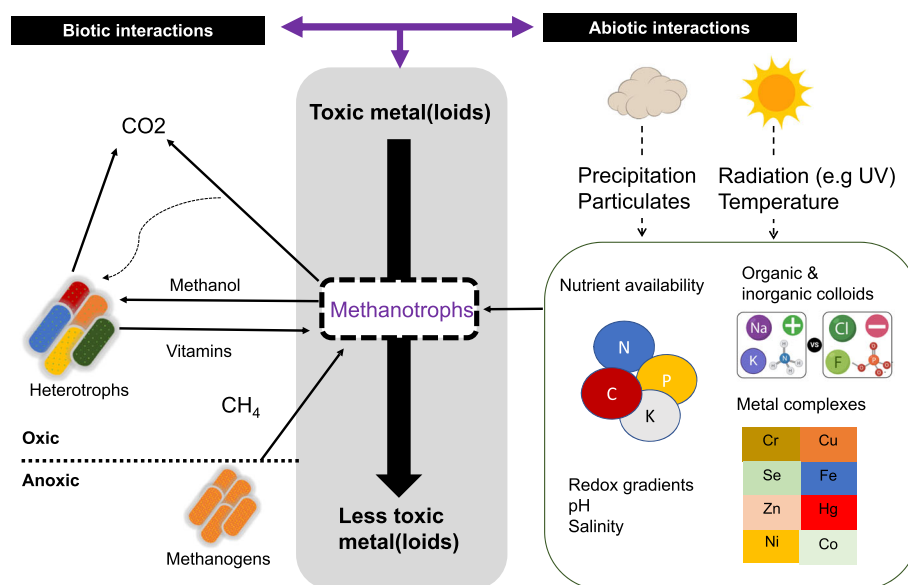 Biotic interactions
Abiotic interactions
Toxic metal(loids)
CO2
Precipitation
Particulates
Radiation (e.g UV)
Temperature
Methanol
Methanotrophs
Vitamins
Heterotrophs
CH4
Oxic
Anoxic
Methanogens
Less toxic
metal(loids)
Nutrient availability
N
P
C
K
Redox gradients
pH
Salinity
Organic &
inorganic colloids
Na
K
N
H
H
H
H
vs
Cl
F
P
O
O
O
O
Metal complexes
Cr
Cu
Se
Fe
Zn
Hg
Ni
Co